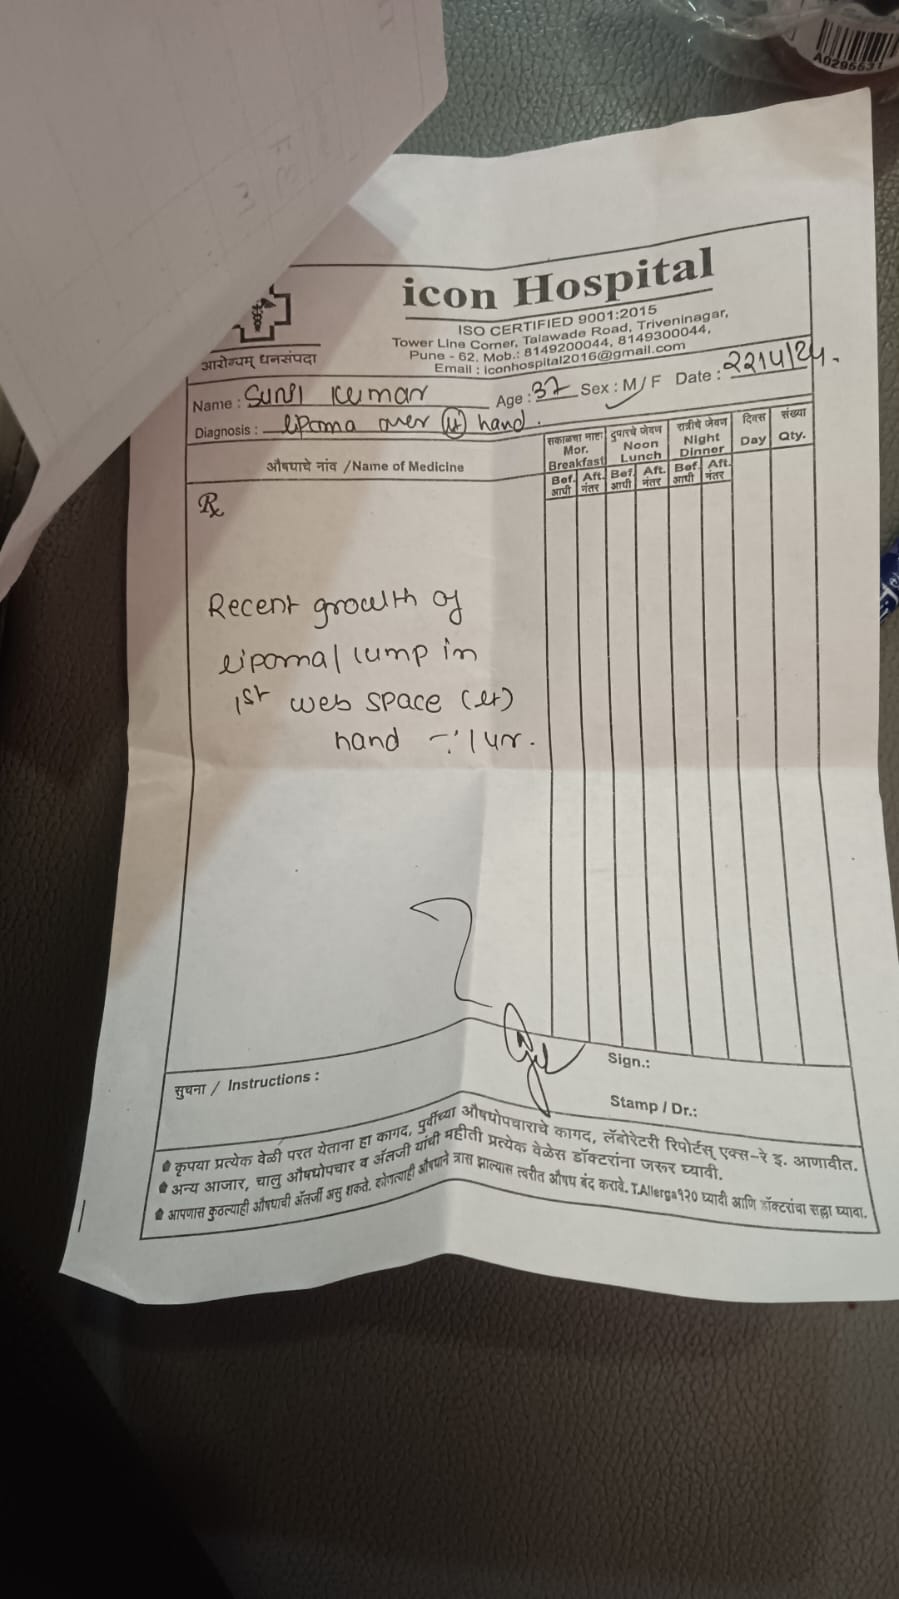 A0295531
icon Hospital
ISO CERTIFIED 9001:2015
Tower Line Corner, Talawade Road, Triveninagar,
Pune - 62. Mob.: 8149200044, 8149300044,
Email : iconhospital2016@gmail.com
आरोग्यम् धनसंपदा
Name : Sunil Kumar Age : 37 Sex : M / F Date : 22/4/24.
Diagnosis : lipoma over (lt) hand.
औषधाचे नांव / Name of Medicine
सकाळचा नाष्टा Mor. Breakfast
दुपारचे जेवण Noon Lunch
रात्रीचे जेवण Night Dinner
दिवस Day
संख्या Qty.
Bef. आधी Aft. नंतर Bef. आधी Aft. नंतर Bef. आधी Aft. नंतर
Rx
Recent growth of
lipomal lump in
1st web space (lt)
hand 1 yr.
Sign.:
सुचना / Instructions :
Stamp / Dr.:
कृपया प्रत्येक वेळी परत येताना हा कागद, पुर्वीच्या औषधोपचाराचे कागद, लॅबोरेटरी रिपोर्टस् एक्स-रे इ. आणावीत.
अन्य आजार, चालु औषधोपचार व ॲलर्जी यांची महीती प्रत्येक वेळेस डॉक्टरांना जरूर घ्यावी.
आपणास कुठल्याही औषधाची ॲलर्जी असु शकते. कोणत्याही औषधाने त्रास झाल्यास त्वरीत औषध बंद करावे. T.Allerga १२० घ्यावी आणि डॉक्टरांचा सल्ला घ्यावा.